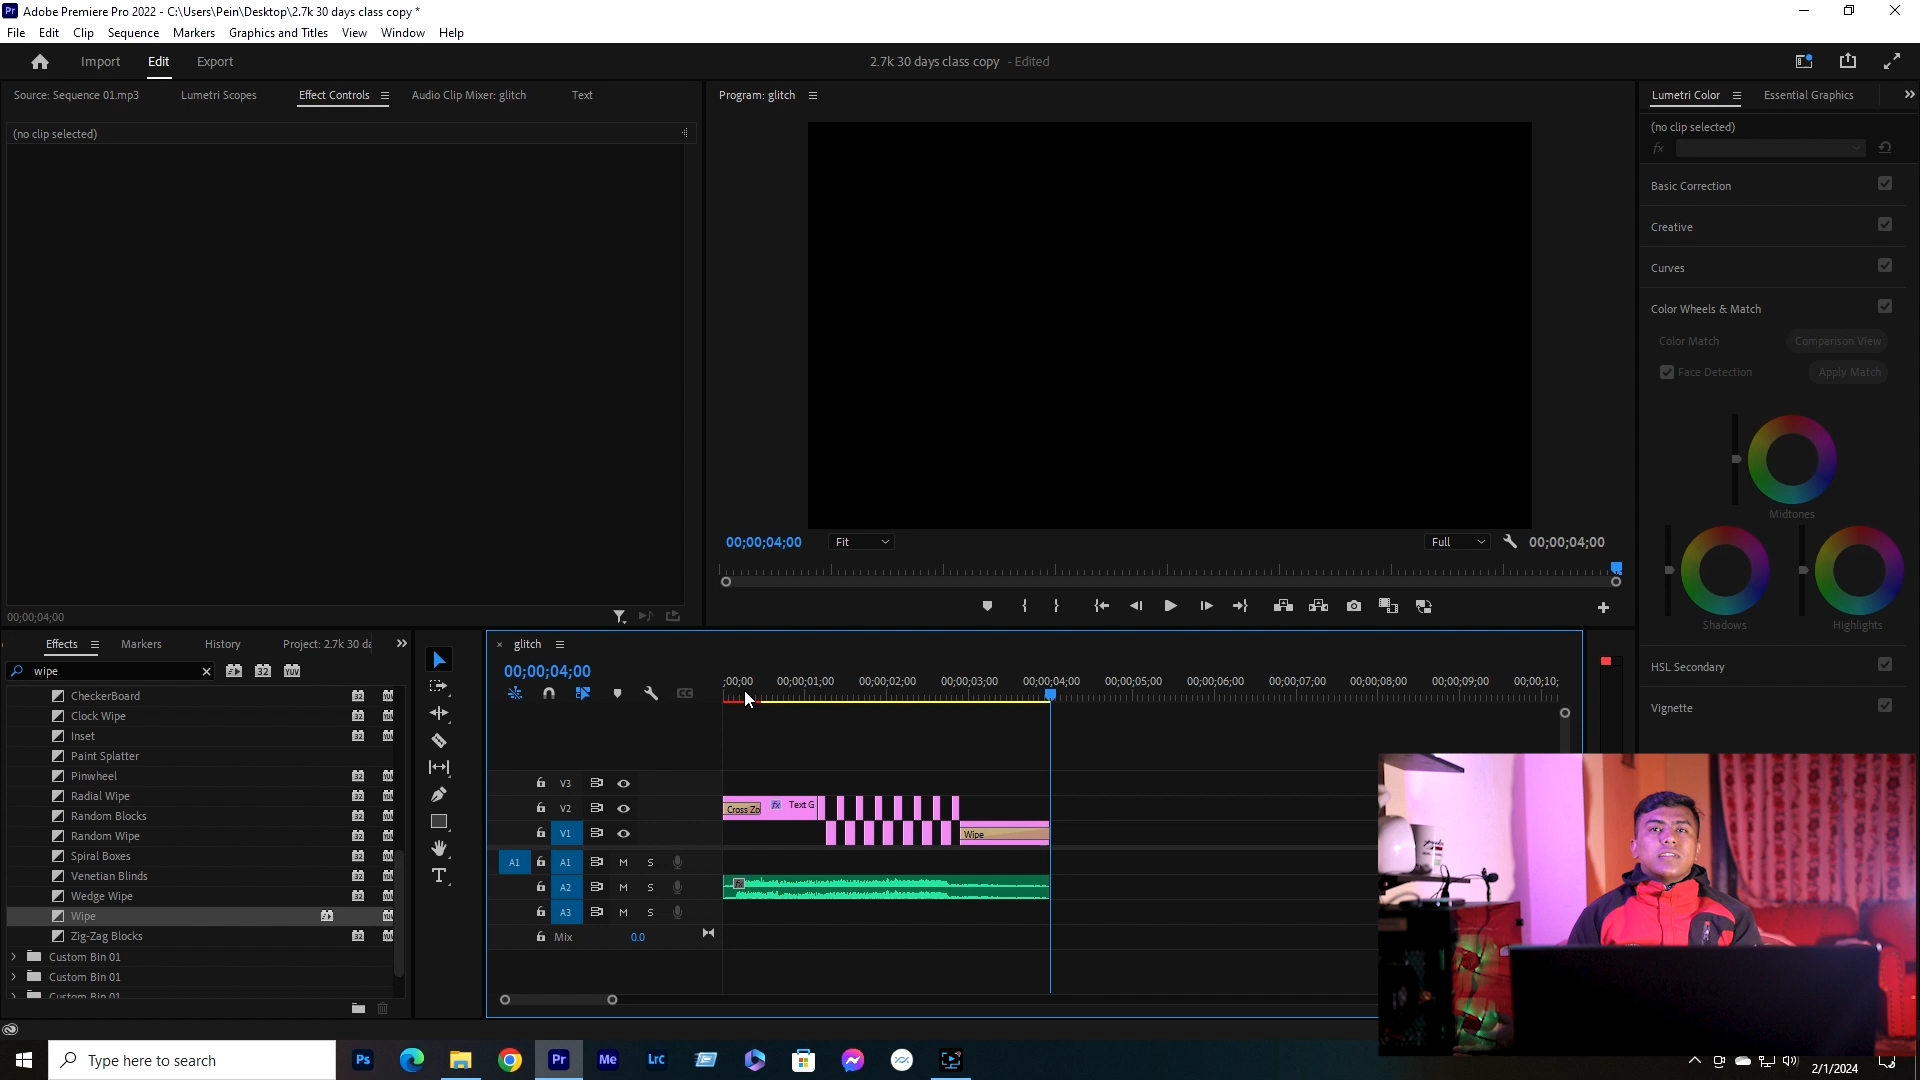 Pr Adobe Premiere Pro 2022 - C:\Users\Pein\Desktop\2.7k 30 days class copy *
File Edit Clip Sequence Markers Graphics and Titles View Window Help
Import Edit Export 2.7k 30 days class copy - Edited
Source: Sequence 01.mp3 Lumetri Scopes Effect Controls Audio Clip Mixer: glitch Text Program: glitch Lumetri Color Essential Graphics
(no clip selected)
(no clip selected)
fx
Basic Correction
Creative
Curves
Color Wheels & Match
Color Match Comparison View
Face Detection Apply Match
Midtones
Shadows Highlights
HSL Secondary
Vignette
00;00;04;00 Fit Full 00;00;04;00
00;00;04;00
Effects Markers History Project: 2.7k 30 da
wipe
CheckerBoard
Clock Wipe
Inset
Paint Splatter
Pinwheel
Radial Wipe
Random Blocks
Random Wipe
Spiral Boxes
Venetian Blinds
Wedge Wipe
Wipe
Zig-Zag Blocks
Custom Bin 01
Custom Bin 01
Custom Bin 01
glitch
00;00;04;00
;00;00 00;00;01;00 00;00;02;00 00;00;03;00 00;00;04;00 00;00;05;00 00;00;06;00 00;00;07;00 00;00;08;00 00;00;09;00 00;00;10;
V3
V2 Cross Zo fx Text G
V1 Wipe
A1 A1 M S
A2 M S
A3 M S
Mix 0.0
Type here to search Ps Pr Me LrC
2/1/2024